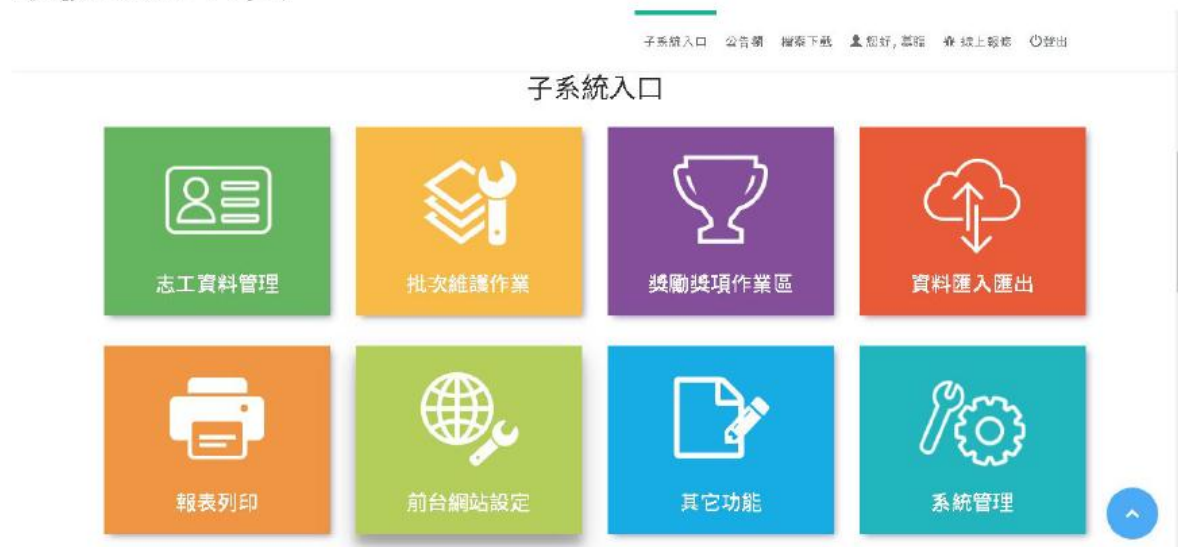 子系統入口 公告欄 檔案下載 您好, 線上報修 登出
子系統入口
志工資料管理
批次維護作業
獎勵獎項作業區
資料匯入匯出
報表列印
前台網站設定
其它功能
系統管理